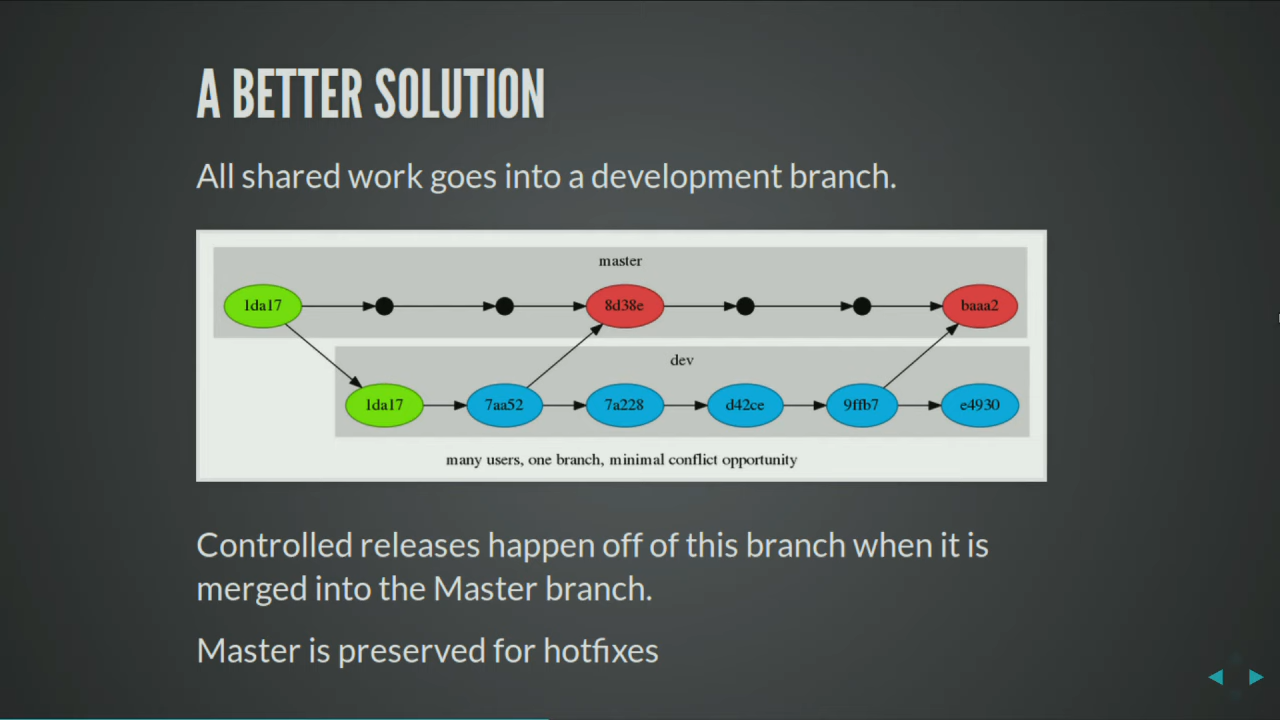 A BETTER SOLUTION
All shared work goes into a development branch.
master
1da17 8d38e baaa2
dev
1da17 7aa52 7a228 d42ce 9ffb7 e4930
many users, one branch, minimal conflict opportunity
Controlled releases happen off of this branch when it is
merged into the Master branch.
Master is preserved for hotfixes